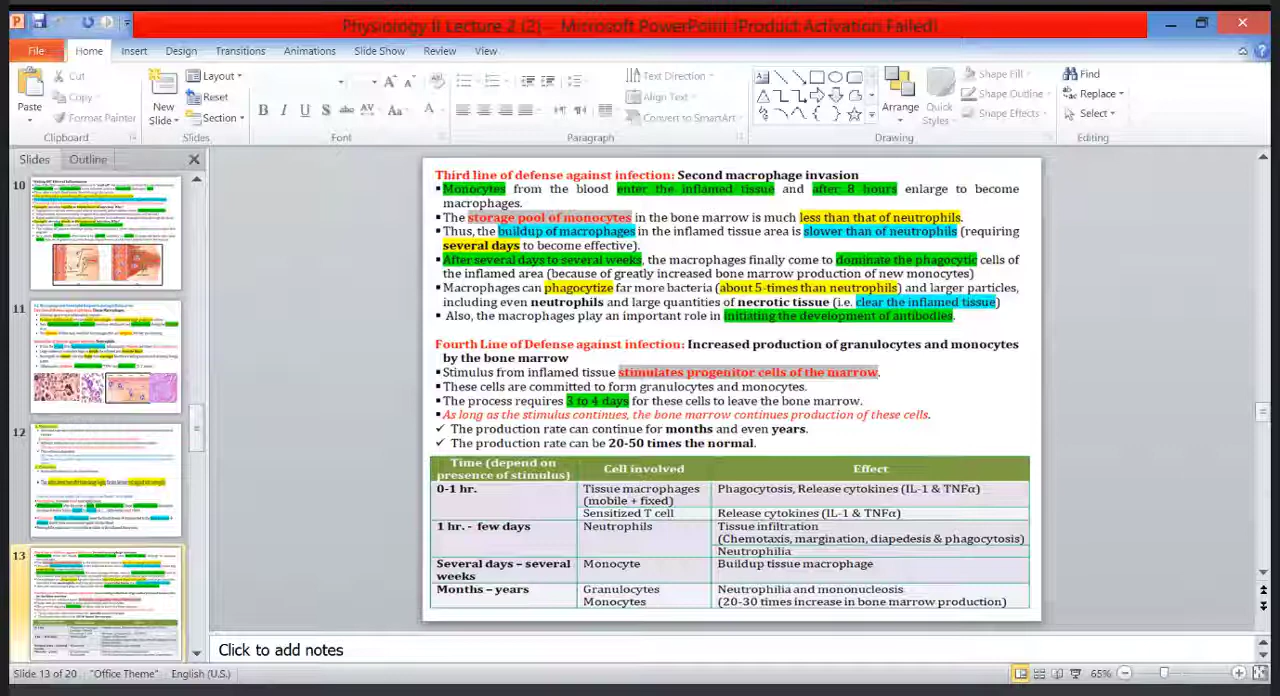 Physiology II Lecture 2 (2) - Microsoft PowerPoint (Product Activation Failed)
File Home Insert Design Transitions Animations Slide Show Review View
Paste
Cut
Copy
Format Painter
Clipboard
New Slide
Layout
Reset
Section
Slides
Font
Text Direction
Align Text
Convert to SmartArt
Paragraph
Arrange
Quick Styles
Shape Fill
Shape Outline
Shape Effects
Drawing
Find
Replace
Select
Editing
Slides Outline
10
11
12
13
Third line of defense against infection: Second macrophage invasion
▪Monocytes from the blood enter the inflamed tissue and after 8 hours enlarge to become
macrophages.
▪The storage pool of monocytes in the bone marrow is much less than that of neutrophils.
▪Thus, the buildup of macrophages in the inflamed tissue area is slower than of neutrophils (requiring
several days to become effective).
▪After several days to several weeks, the macrophages finally come to dominate the phagocytic cells of
the inflamed area (because of greatly increased bone marrow production of new monocytes)
▪Macrophages can phagocytize far more bacteria (about 5-times than neutrophils) and larger particles,
including even neutrophils and large quantities of necrotic tissue (i.e. clear the inflamed tissue)
▪Also, the macrophages play an important role in initiating the development of antibodies.
Fourth Line of Defense against infection: Increased production of granulocytes and monocytes
by the bone marrow
▪Stimulus from inflamed tissue stimulates progenitor cells of the marrow.
▪These cells are committed to form granulocytes and monocytes.
▪The process requires 3 to 4 days for these cells to leave the bone marrow.
▪As long as the stimulus continues, the bone marrow continues production of these cells.
✓ The production rate can continue for months and even years.
✓ The production rate can be 20-50 times the normal.
Time (depend on presence of stimulus) Cell involved Effect
0-1 hr. Tissue macrophages (mobile + fixed) Phagocytosis, Release cytokines (IL-1 & TNFα)
Sensitized T cell Release cytokines (IL-1 & TNFα)
1 hr. - few days Neutrophils Tissue infiltration
(Chemotaxis, margination, diapedesis & phagocytosis)
Neutrophilia
Several days – several weeks Monocyte Buildup tissue macrophage
Months – years Granulocytes Neutrophilia and mononucleosis
Monocytes (20-30 times increase in bone marrow production)
Click to add notes
Slide 13 of 20 "Office Theme" English (U.S.) 65%